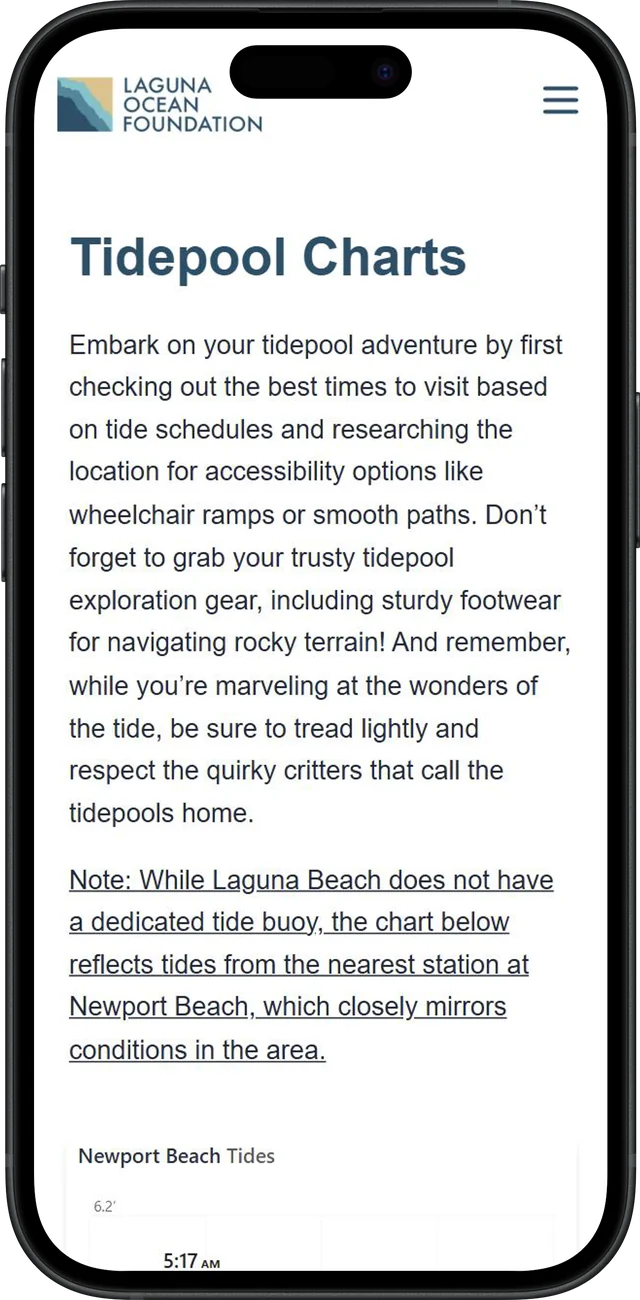 LAGUNA
OCEAN
FOUNDATION
Tidepool Charts
Embark on your tidepool adventure by first
checking out the best times to visit based
on tide schedules and researching the
location for accessibility options like
wheelchair ramps or smooth paths. Don’t
forget to grab your trusty tidepool
exploration gear, including sturdy footwear
for navigating rocky terrain! And remember,
while you’re marveling at the wonders of
the tide, be sure to tread lightly and
respect the quirky critters that call the
tidepools home.
Note: While Laguna Beach does not have
a dedicated tide buoy, the chart below
reflects tides from the nearest station at
Newport Beach, which closely mirrors
conditions in the area.
Newport Beach Tides
6.2'
5:17 AM